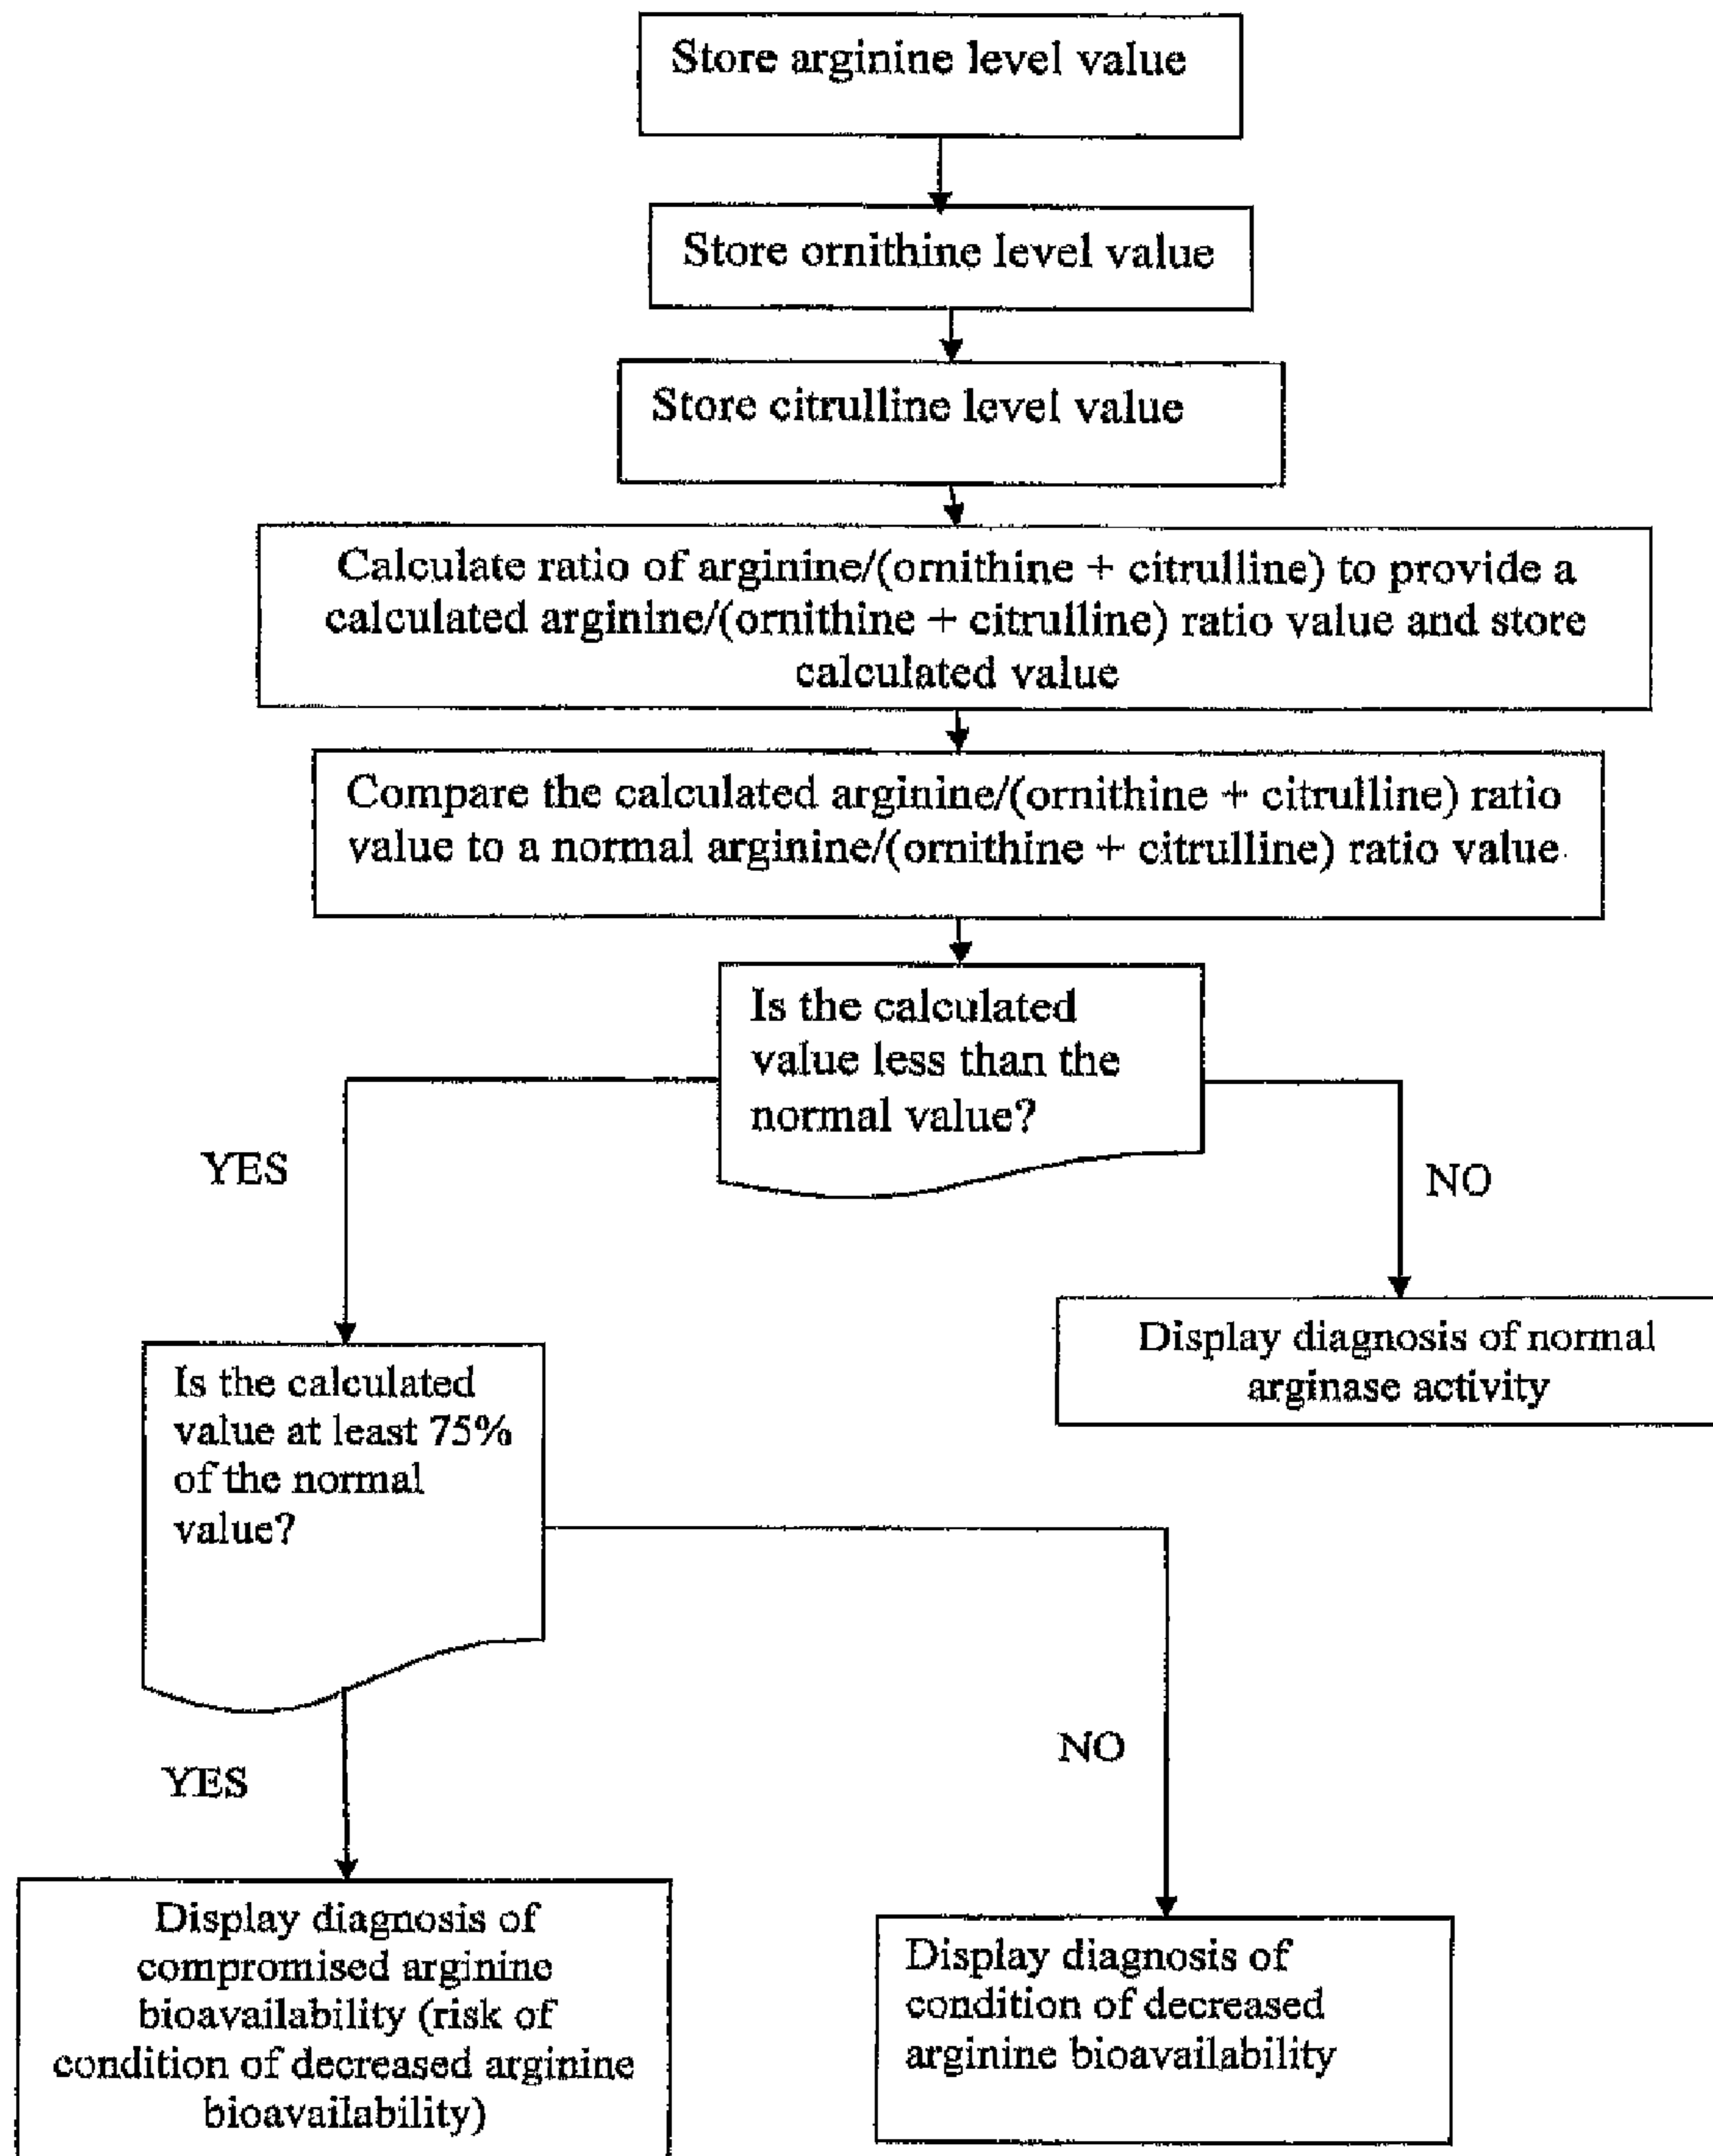 Store arginine level value
Store ornithine level value
Store citrulline level value
Calculate ratio of arginine/(ornithine + citrulline) to provide a
calculated arginine/(ornithine + citrulline) ratio value and store
calculated value
Compare the calculated arginine/(ornithine + citrulline) ratio
value to a normal arginine/(ornithine + citrulline) ratio value
Is the calculated
value less than the
normal value?
YES
NO
Display diagnosis of normal
arginase activity
Is the calculated
value at least 75%
of the normal
value?
YES
NO
Display diagnosis of
compromised arginine
bioavailability (risk of
condition of decreased arginine
bioavailability)
Display diagnosis of
condition of decreased
arginine bioavailability